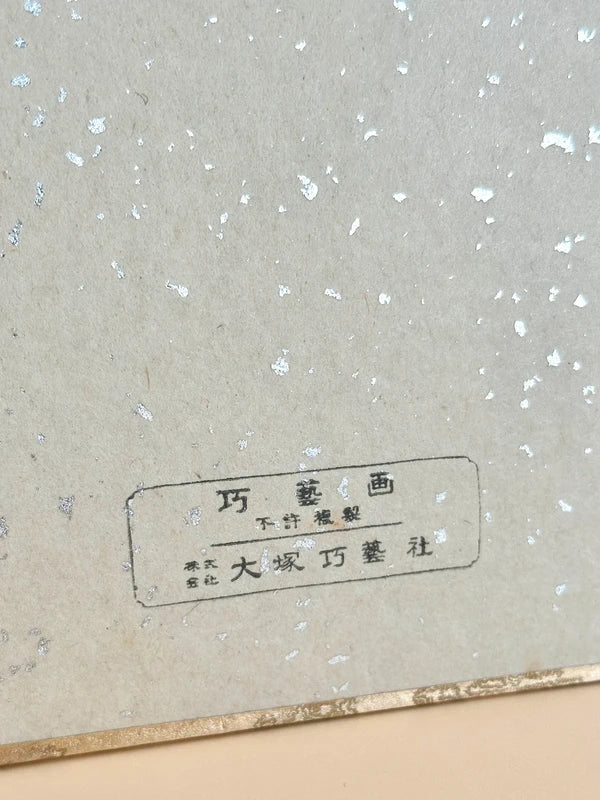 巧藝画
不許複製
株式会社 大塚巧藝社